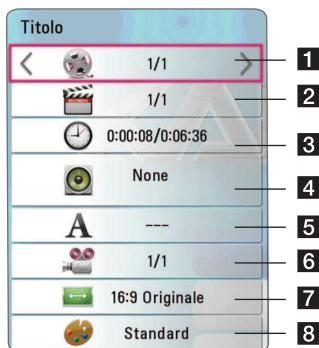 Titolo
1/1 1
1/1 2
0:00:08/0:06:36 3
None 4
A --- 5
1/1 6
16:9 Originale 7
Standard 8